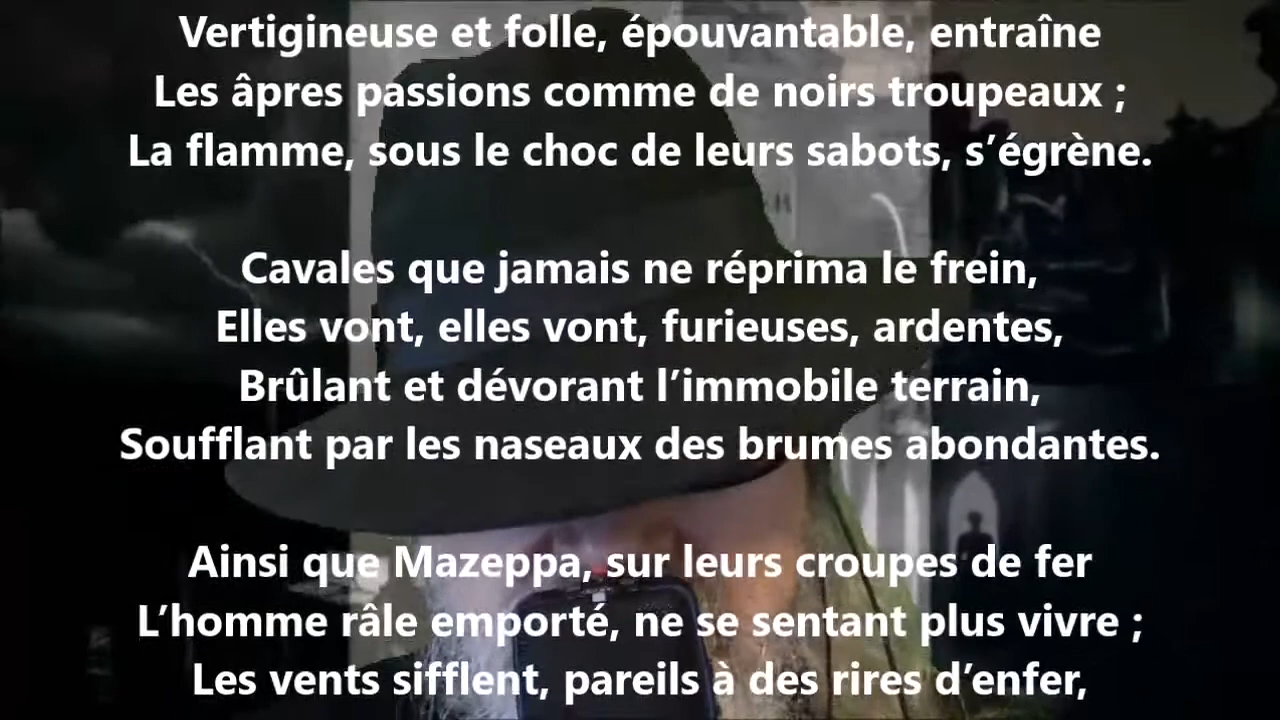 Vertigineuse et folle, épouvantable, entraîne
Les âpres passions comme de noirs troupeaux ;
La flamme, sous le choc de leurs sabots, s’égrène.
Cavales que jamais ne réprima le frein,
Elles vont, elles vont, furieuses, ardentes,
Brûlant et dévorant l’immobile terrain,
Soufflant par les naseaux des brumes abondantes.
Ainsi que Mazeppa, sur leurs croupes de fer
L’homme râle emporté, ne se sentant plus vivre ;
Les vents sifflent, pareils à des rires d’enfer,